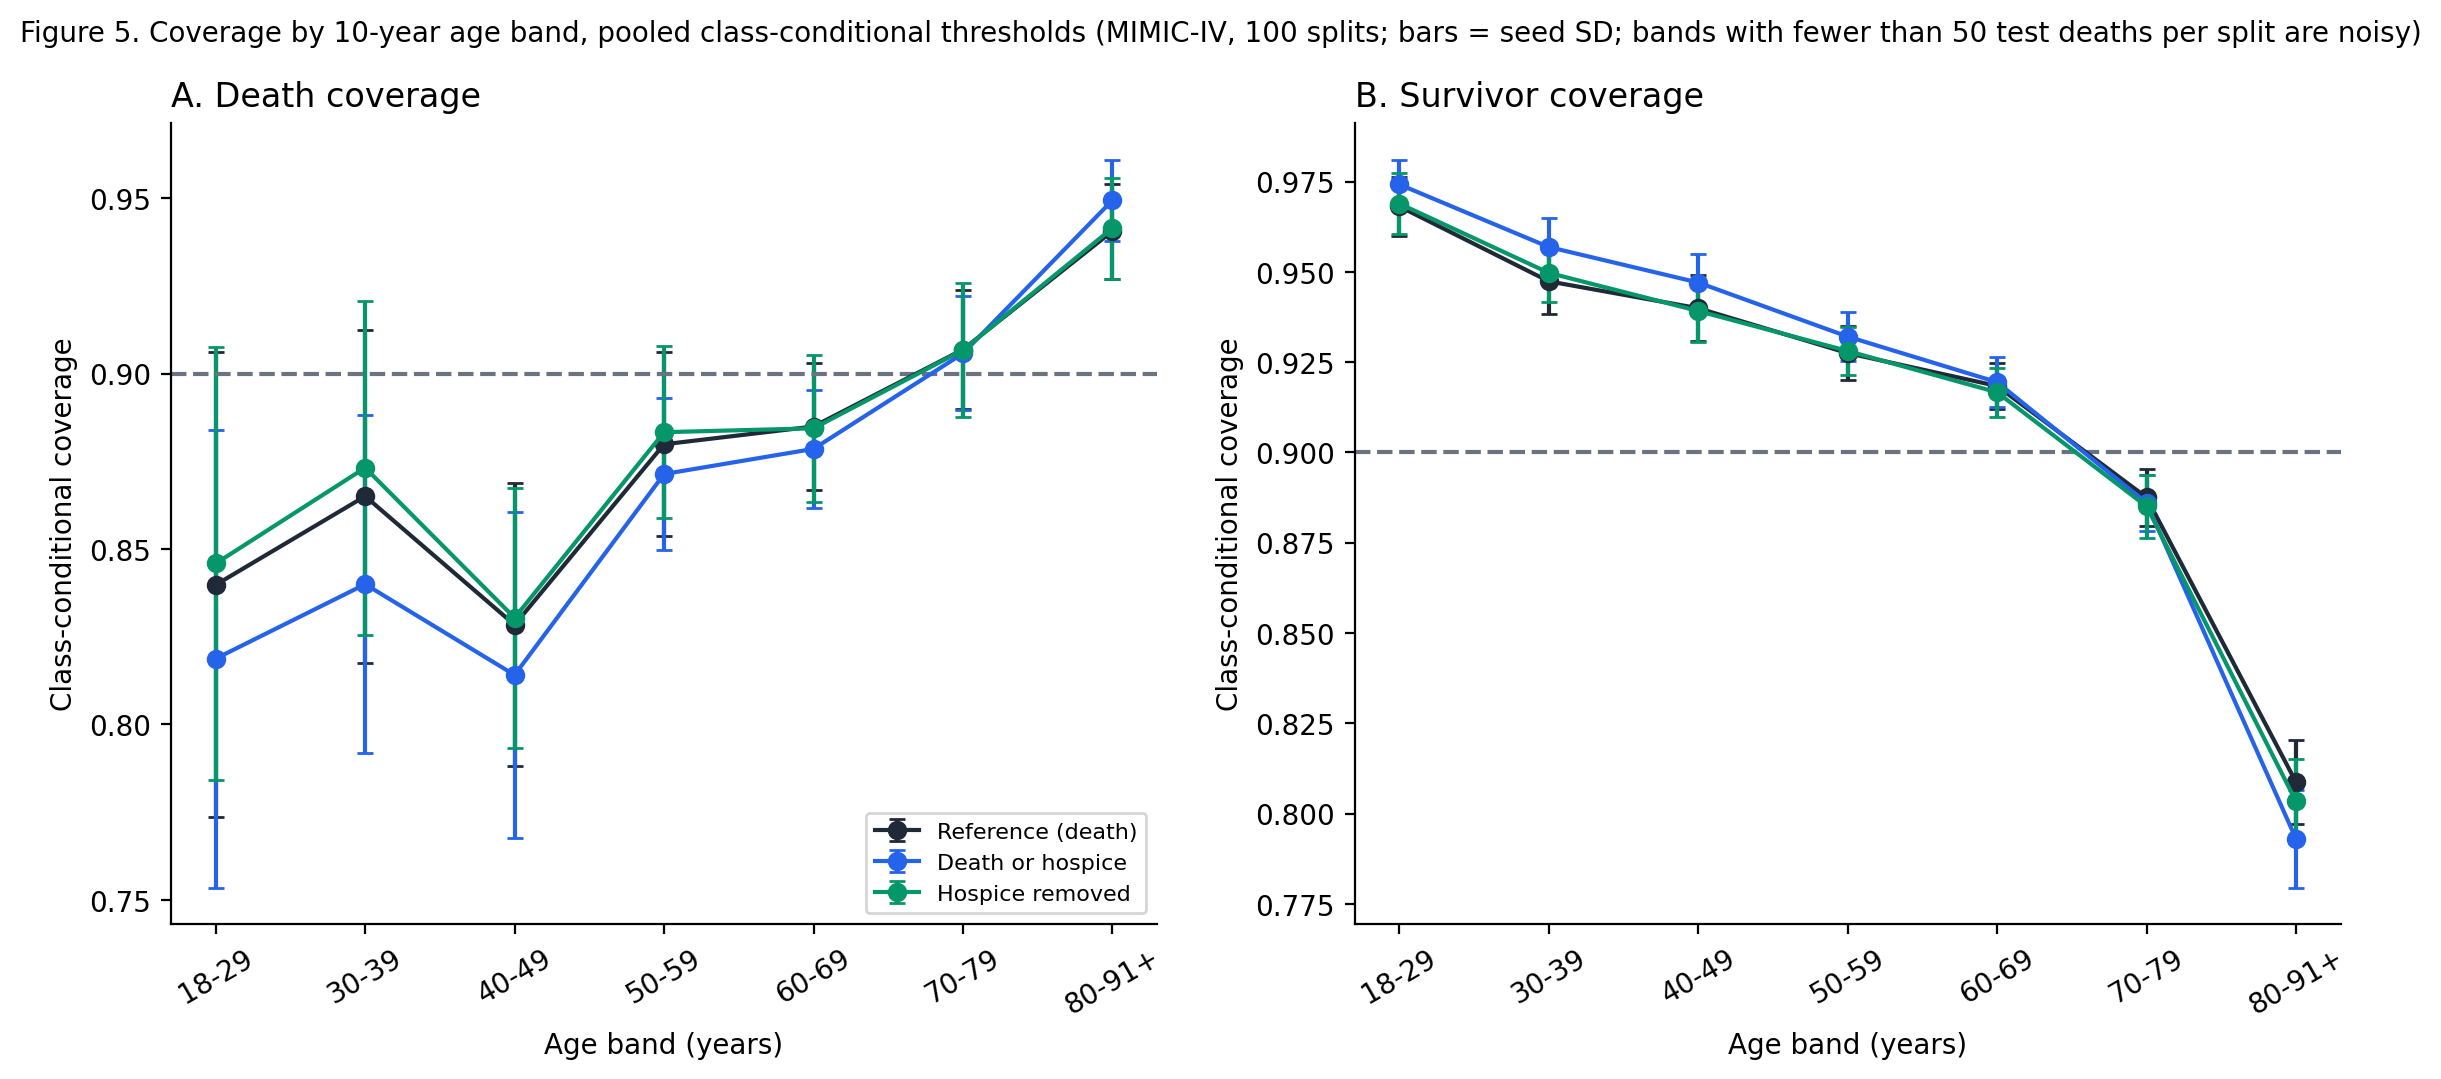 Figure 5. Coverage by 10-year age band, pooled class-conditional thresholds (MIMIC-IV, 100 splits; bars = seed SD; bands with fewer than 50 test deaths per split are noisy)
A. Death coverage
Class-conditional coverage
0.95
0.90
0.85
0.80
0.75
Reference (death)
Death or hospice
Hospice removed
18-29
30-39
40-49
50-59
60-69
70-79
80-91+
Age band (years)
B. Survivor coverage
Class-conditional coverage
0.975
0.950
0.925
0.900
0.875
0.850
0.825
0.800
0.775
18-29
30-39
40-49
50-59
60-69
70-79
80-91+
Age band (years)